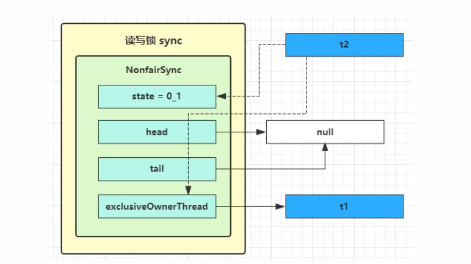 读写锁 sync
t2
NonfairSync
state = 0_1
head
null
tail
exclusiveOwnerThread
t1